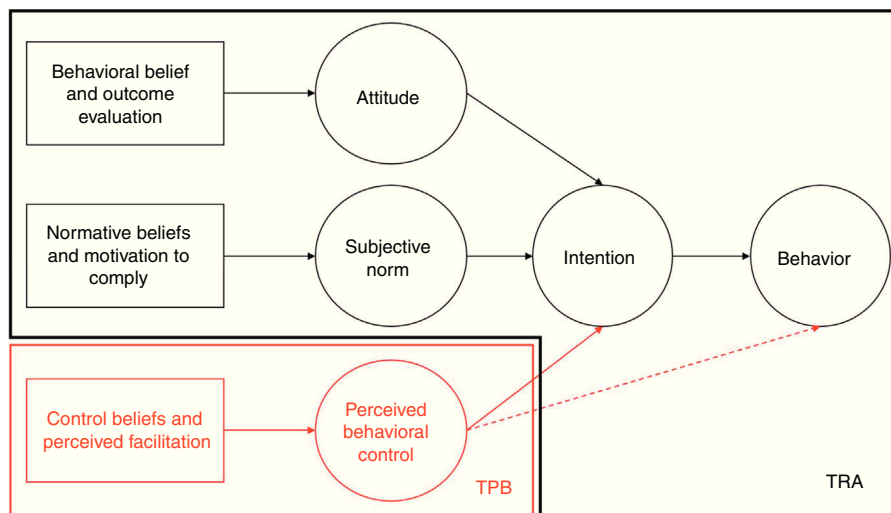 Behavioral belief
and outcome
evaluation
Attitude
Normative beliefs
and motivation to
comply
Subjective
norm
Intention
Behavior
Control beliefs and
perceived facilitation
Perceived
behavioral
control
TPB
TRA